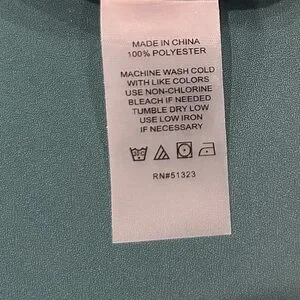 MADE IN CHINA
100% POLYESTER
MACHINE WASH COLD
WITH LIKE COLORS
USE NON-CHLORINE
BLEACH IF NEEDED
TUMBLE DRY LOW
USE LOW IRON
IF NECESSARY
RN#51323